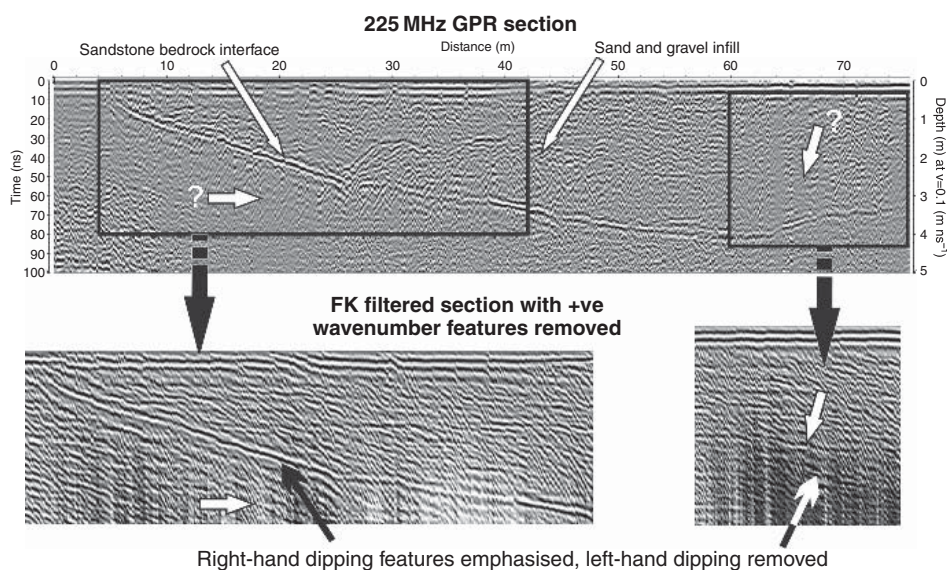 225 MHz GPR section
Sandstone bedrock interface
Distance (m)
Sand and gravel infill
0 10 20 30 40 50 60 70
Time (ns)
0
10
20
30
40
50
60
70
80
90
100
Depth (m) at v=0.1 (m ns⁻¹)
0
1
2
3
4
5
?
?
FK filtered section with +ve
wavenumber features removed
Right-hand dipping features emphasised, left-hand dipping removed